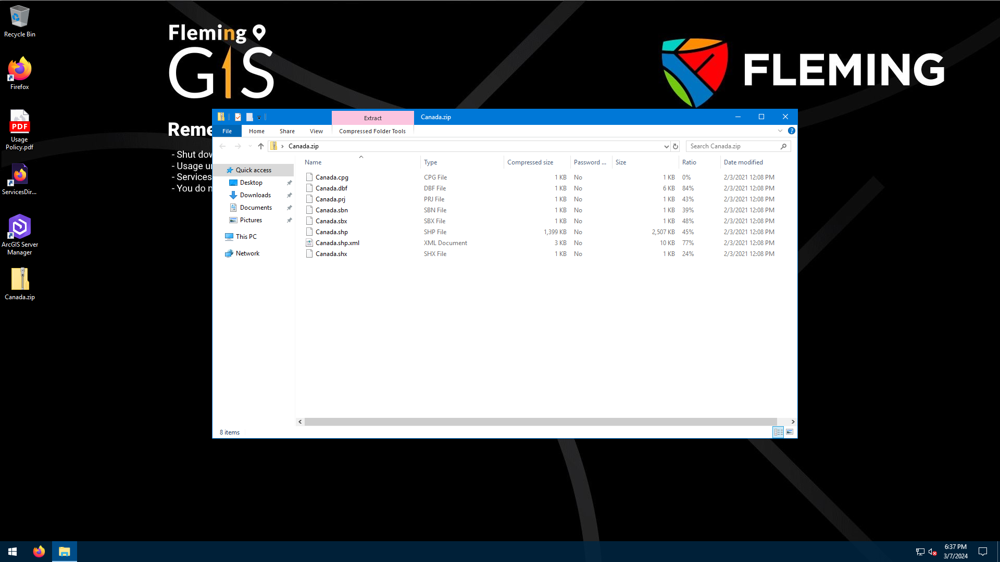 Recycle Bin
Firefox
PDF
Usage
Policy.pdf
ServicesDir...
ArcGIS Server
Manager
Canada.zip
Fleming
GIS
FLEMING
Reme
- Shut dow
- Usage u
- Services
- You do n
Extract
Canada.zip
File
Home
Share
View
Compressed Folder Tools
Canada.zip
Search Canada.zip
Quick access
Desktop
Downloads
Documents
Pictures
This PC
Network
Name Type Compressed size Password ... Size Ratio Date modified
Canada.cpg CPG File 1 KB No 1 KB 0% 2/3/2021 12:08 PM
Canada.dbf DBF File 1 KB No 6 KB 84% 2/3/2021 12:08 PM
Canada.prj PRJ File 1 KB No 1 KB 43% 2/3/2021 12:08 PM
Canada.sbn SBN File 1 KB No 1 KB 39% 2/3/2021 12:08 PM
Canada.sbx SBX File 1 KB No 1 KB 48% 2/3/2021 12:08 PM
Canada.shp SHP File 1,399 KB No 2,507 KB 45% 2/3/2021 12:08 PM
Canada.shp.xml XML Document 3 KB No 10 KB 77% 2/3/2021 12:08 PM
Canada.shx SHX File 1 KB No 1 KB 24% 2/3/2021 12:08 PM
8 items
6:37 PM
3/7/2024